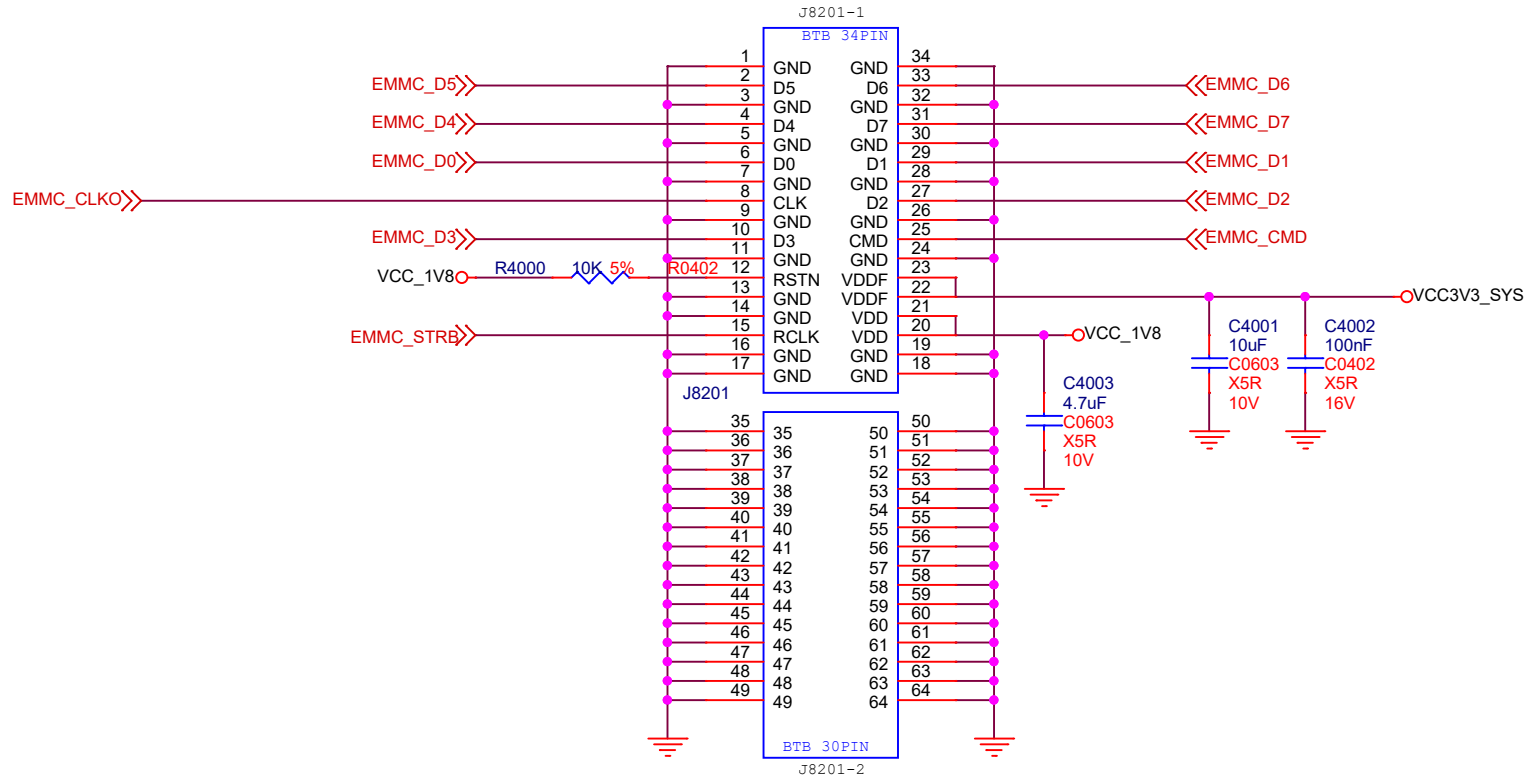 J8201-1
BTB 34PIN
1 GND GND 34
EMMC_D5 2 D5 D6 33 EMMC_D6
3 GND GND 32
EMMC_D4 4 D4 D7 31 EMMC_D7
5 GND GND 30
EMMC_D0 6 D0 D1 29 EMMC_D1
7 GND GND 28
EMMC_CLKO 8 CLK D2 27 EMMC_D2
9 GND GND 26
EMMC_D3 10 D3 CMD 25 EMMC_CMD
11 GND GND 24
VCC_1V8 R4000 10K 5% R0402 12 RSTN VDDF 23
13 GND VDDF 22 VCC3V3_SYS
14 GND VDD 21
EMMC_STRB 15 RCLK VDD 20 VCC_1V8
16 GND GND 19
17 GND GND 18
J8201
C4001
10uF
C0603
X5R
10V
C4002
100nF
C0402
X5R
16V
C4003
4.7uF
C0603
X5R
10V
35 35 50 50
36 36 51 51
37 37 52 52
38 38 53 53
39 39 54 54
40 40 55 55
41 41 56 56
42 42 57 57
43 43 58 58
44 44 59 59
45 45 60 60
46 46 61 61
47 47 62 62
48 48 63 63
49 49 64 64
BTB 30PIN
J8201-2